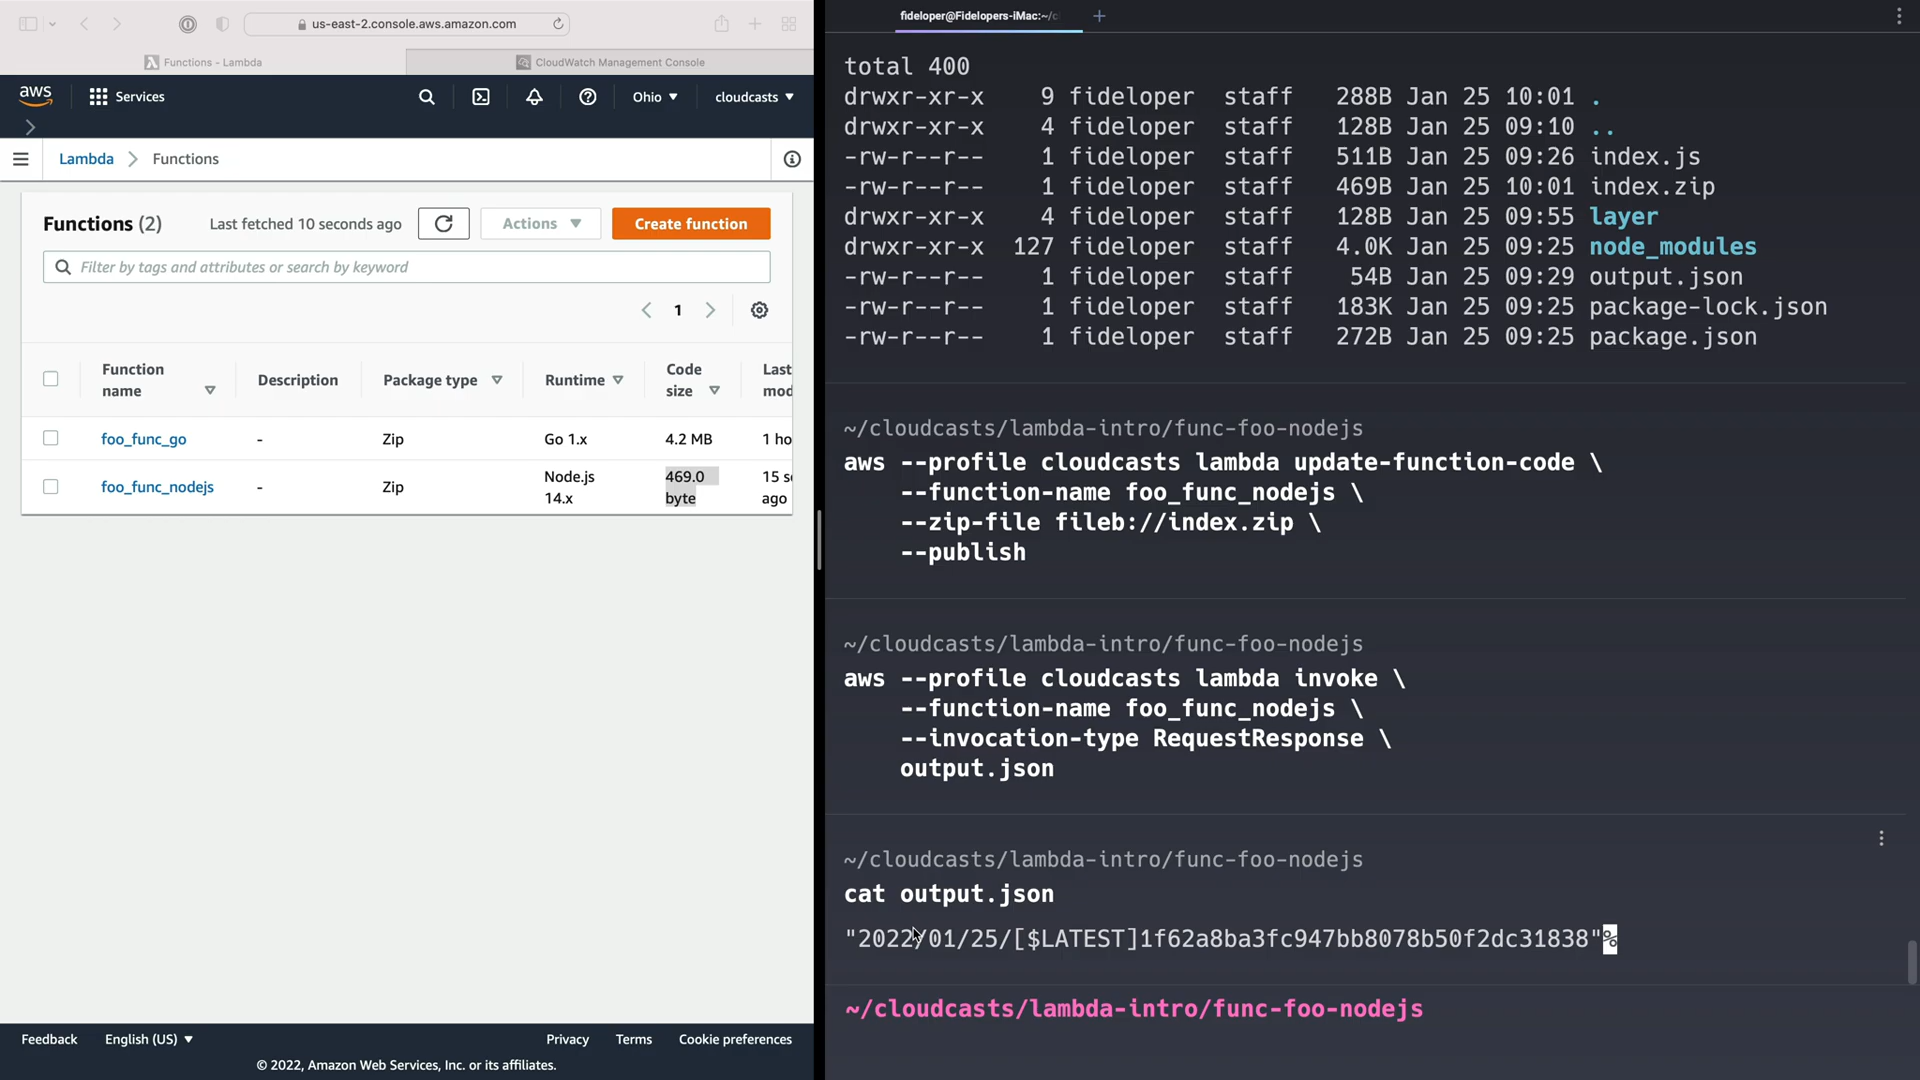 us-east-2.console.aws.amazon.com
Functions - Lambda
CloudWatch Management Console
aws
Services
Ohio
cloudcasts
Lambda
Functions
Functions (2)
Last fetched 10 seconds ago
Actions
Create function
Filter by tags and attributes or search by keyword
1
Function name
Description
Package type
Runtime
Code size
Last mod
foo_func_go
-
Zip
Go 1.x
4.2 MB
1 ho
foo_func_nodejs
-
Zip
Node.js 14.x
469.0 byte
15 se ago
Feedback
English (US)
Privacy
Terms
Cookie preferences
© 2022, Amazon Web Services, Inc. or its affiliates.
fideloper@Fidelopers-iMac:~/c
total 400
drwxr-xr-x 9 fideloper staff 288B Jan 25 10:01 .
drwxr-xr-x 4 fideloper staff 128B Jan 25 09:10 ..
-rw-r--r-- 1 fideloper staff 511B Jan 25 09:26 index.js
-rw-r--r-- 1 fideloper staff 469B Jan 25 10:01 index.zip
drwxr-xr-x 4 fideloper staff 128B Jan 25 09:55 layer
drwxr-xr-x 127 fideloper staff 4.0K Jan 25 09:25 node_modules
-rw-r--r-- 1 fideloper staff 54B Jan 25 09:29 output.json
-rw-r--r-- 1 fideloper staff 183K Jan 25 09:25 package-lock.json
-rw-r--r-- 1 fideloper staff 272B Jan 25 09:25 package.json
~/cloudcasts/lambda-intro/func-foo-nodejs
aws --profile cloudcasts lambda update-function-code \
--function-name foo_func_nodejs \
--zip-file fileb://index.zip \
--publish
~/cloudcasts/lambda-intro/func-foo-nodejs
aws --profile cloudcasts lambda invoke \
--function-name foo_func_nodejs \
--invocation-type RequestResponse \
output.json
~/cloudcasts/lambda-intro/func-foo-nodejs
cat output.json
"2022/01/25/[$LATEST]1f62a8ba3fc947bb8078b50f2dc31838"%
~/cloudcasts/lambda-intro/func-foo-nodejs